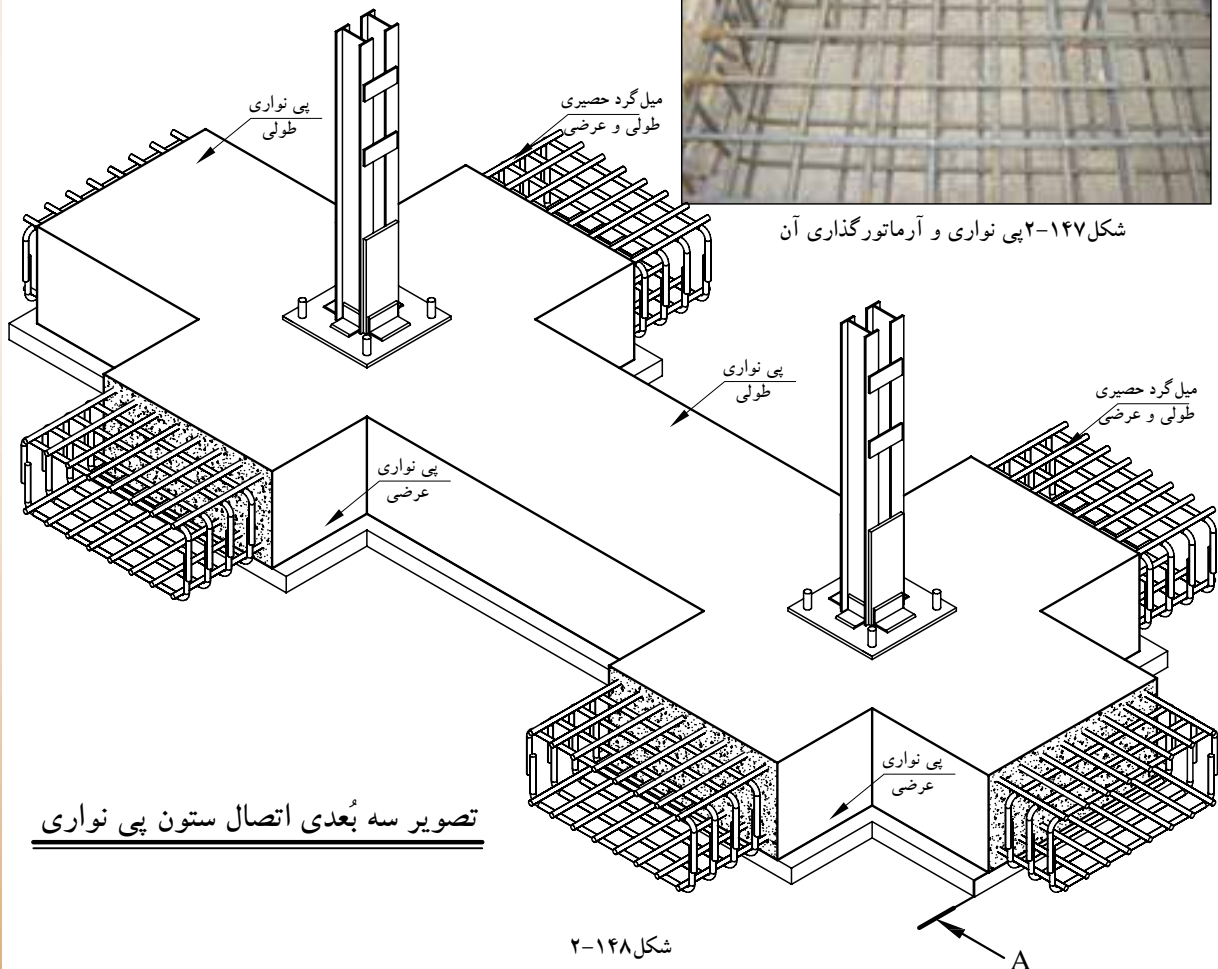 پی نواری
طولی
میل گرد حصیری
طولی و عرضی
شکل۱۴۷-۲پی نواری و آرماتورگذاری آن
پی نواری
طولی
میل گرد حصیری
طولی و عرضی
پی نواری
عرضی
پی نواری
عرضی
تصویر سه بُعدی اتصال ستون پی نواری
شکل۱۴۸-۲
A